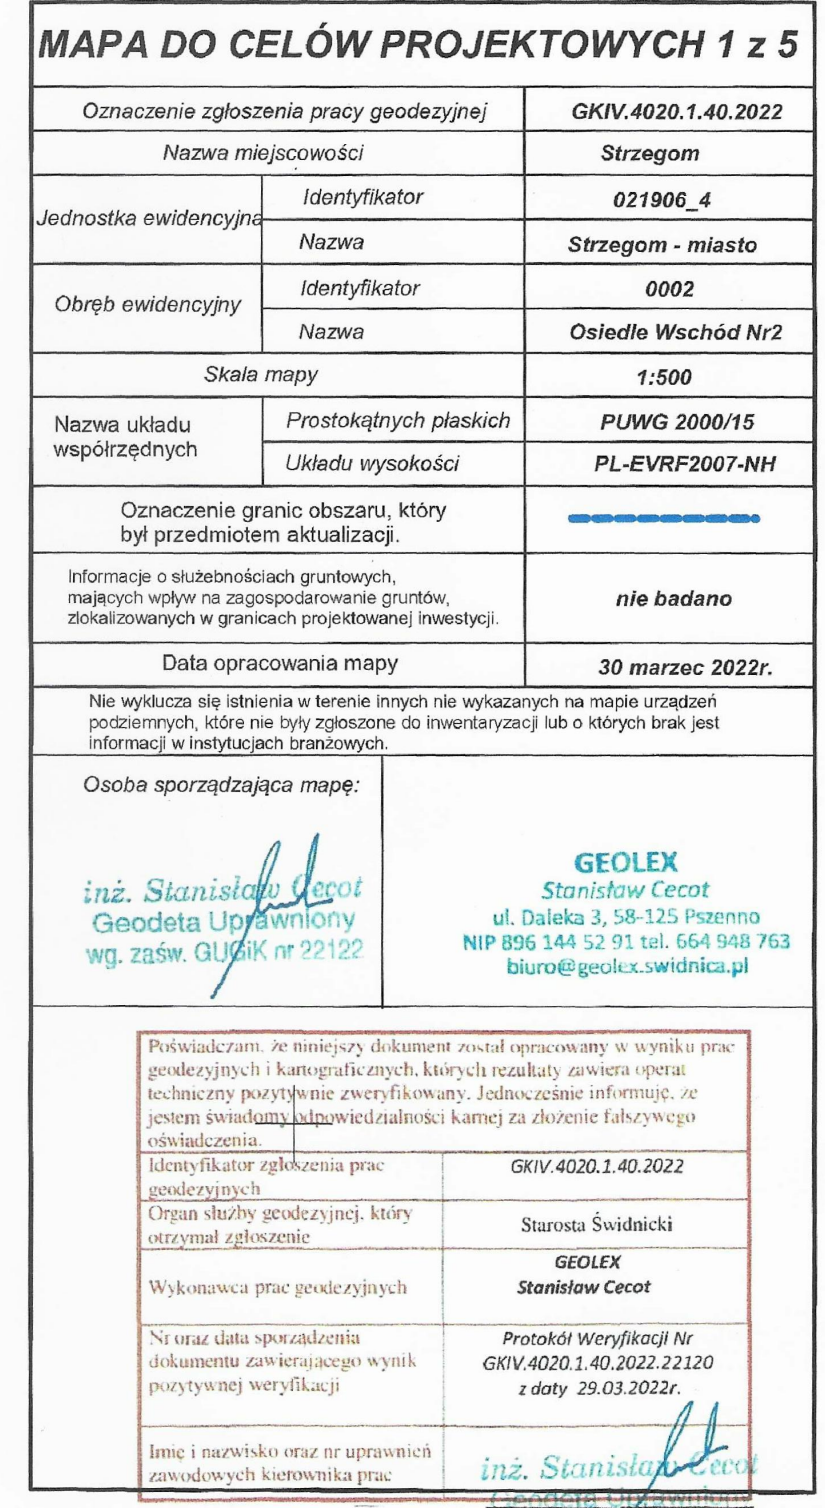 MAPA DO CELÓW PROJEKTOWYCH 1 z 5
Oznaczenie zgłoszenia pracy geodezyjnej GKIV.4020.1.40.2022
Nazwa miejscowości Strzegom
Jednostka ewidencyjna
Identyfikator 021906_4
Nazwa Strzegom - miasto
Obręb ewidencyjny
Identyfikator 0002
Nazwa Osiedle Wschód Nr2
Skala mapy 1:500
Nazwa układu
współrzędnych
Prostokątnych płaskich PUWG 2000/15
Układu wysokości PL-EVRF2007-NH
Oznaczenie granic obszaru, który
był przedmiotem aktualizacji.
Informacje o służebnościach gruntowych,
mających wpływ na zagospodarowanie gruntów,
zlokalizowanych w granicach projektowanej inwestycji.
nie badano
Data opracowania mapy 30 marzec 2022r.
Nie wyklucza się istnienia w terenie innych nie wykazanych na mapie urządzeń
podziemnych, które nie były zgłoszone do inwentaryzacji lub o których brak jest
informacji w instytucjach branżowych.
Osoba sporządzająca mapę:
inż. Stanisław Cecot
Geodeta Uprawniony
wg. zaśw. GUGiK nr 22122
GEOLEX
Stanisław Cecot
ul. Daleka 3, 58-125 Pszenno
NIP 896 144 52 91 tel. 664 948 763
biuro@geolex.swidnica.pl
Poświadczam, że niniejszy dokument został opracowany w wyniku prac
geodezyjnych i kartograficznych, których rezultaty zawiera operat
techniczny pozytywnie zweryfikowany. Jednocześnie informuję, że
jestem świadomy odpowiedzialności karnej za złożenie fałszywego
oświadczenia.
Identyfikator zgłoszenia prac
geodezyjnych
GKIV.4020.1.40.2022
Organ służby geodezyjnej, który
otrzymał zgłoszenie
Starosta Świdnicki
Wykonawca prac geodezyjnych
GEOLEX
Stanisław Cecot
Nr oraz data sporządzenia
dokumentu zawierającego wynik
pozytywnej weryfikacji
Protokół Weryfikacji Nr
GKIV.4020.1.40.2022.22120
z daty 29.03.2022r.
Imię i nazwisko oraz nr uprawnień
zawodowych kierownika prac
inż. Stanisław Cecot
Geodeta Uprawniony